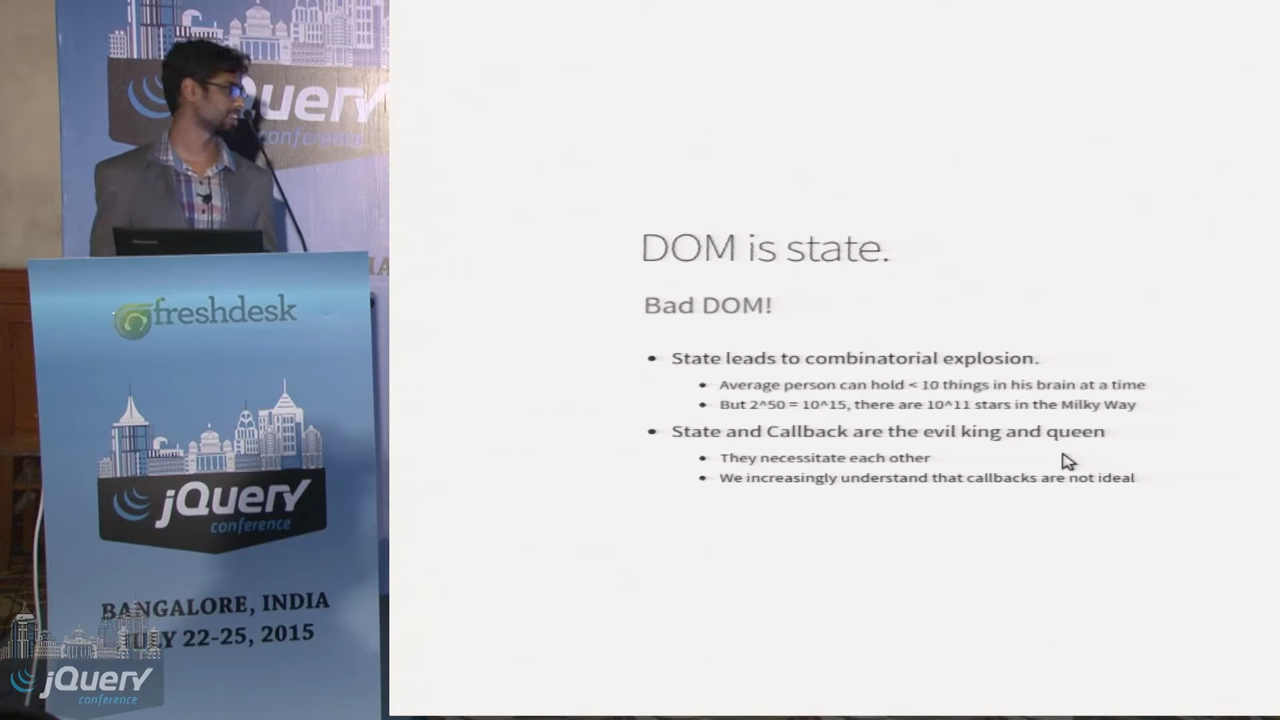 jQuery
conference
freshdesk
jQuery
conference
BANGALORE, INDIA
JULY 22-25, 2015
jQuery
conference
DOM is state.
Bad DOM!
• State leads to combinatorial explosion.
• Average person can hold < 10 things in his brain at a time
• But 2^50 = 10^15, there are 10^11 stars in the Milky Way
• State and Callback are the evil king and queen
• They necessitate each other
• We increasingly understand that callbacks are not ideal